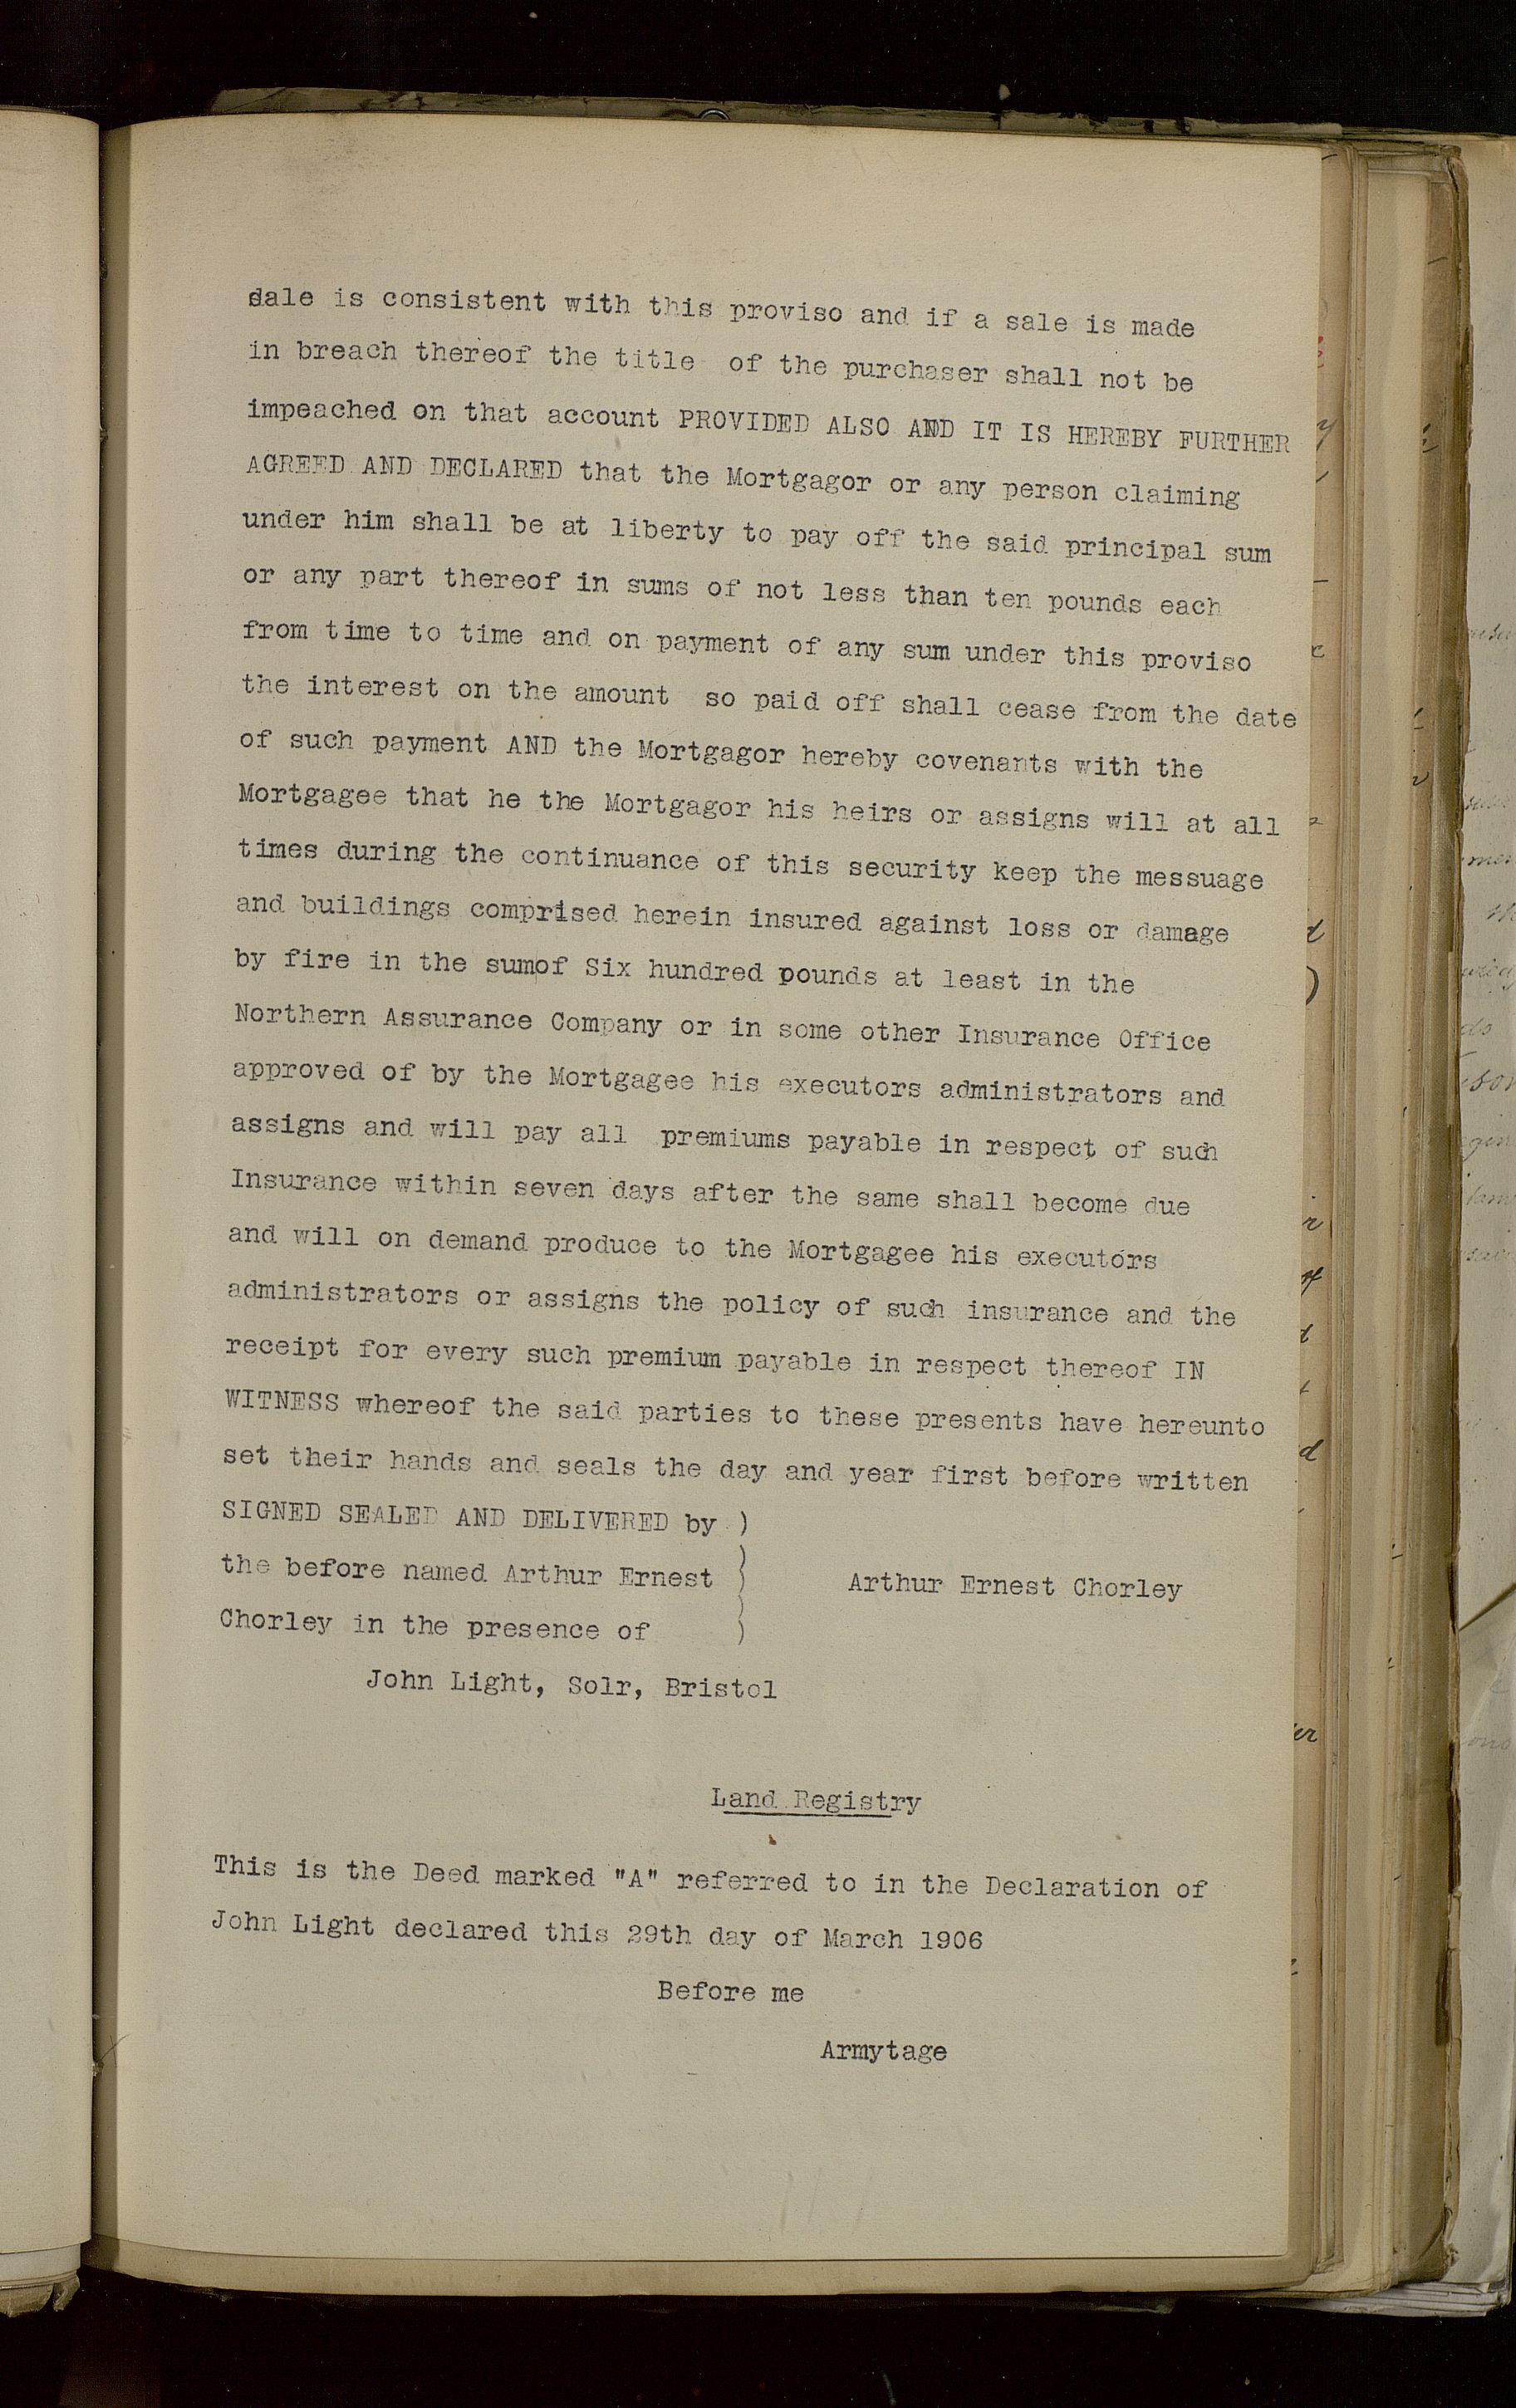 sale is consistent with this proviso and if a sale is made
in breach thereof the title of the purchaser shall not be
impeached on that account PROVIDED ALSO AND IT IS HEREBY FURTHER
AGREED AND DECLARED that the Mortgagor or any person claiming
under him shall be at liberty to pay off the said principal sum
or any part thereof in sums of not less than ten pounds each
from time to time and on payment of any sum under this proviso
the interest on the amount so paid off shall cease from the date
of such payment AND the Mortgagor hereby covenants with the
Mortgagee that he the Mortgagor his heirs or assigns will at all
times during the continuance of this security keep the messuage
and buildings comprised herein insured against loss or damage
by fire in the sumof Six hundred pounds at least in the
Northern Assurance Company or in some other Insurance Office
approved of by the Mortgagee his executors administrators and
assigns and will pay all premiums payable in respect of such
Insurance within seven days after the same shall become due
and will on demand produce to the Mortgagee his executors
administrators or assigns the policy of such insurance and the
receipt for every such premium payable in respect thereof IN
WITNESS whereof the said parties to these presents have hereunto
set their hands and seals the day and year first before written
SIGNED SEALED AND DELIVERED by )
the before named Arthur Ernest ) Arthur Ernest Chorley
Chorley in the presence of )
John Light, Solr, Bristol
Land Registry
This is the Deed marked "A" referred to in the Declaration of
John Light declared this 29th day of March 1906
Before me
Armytage